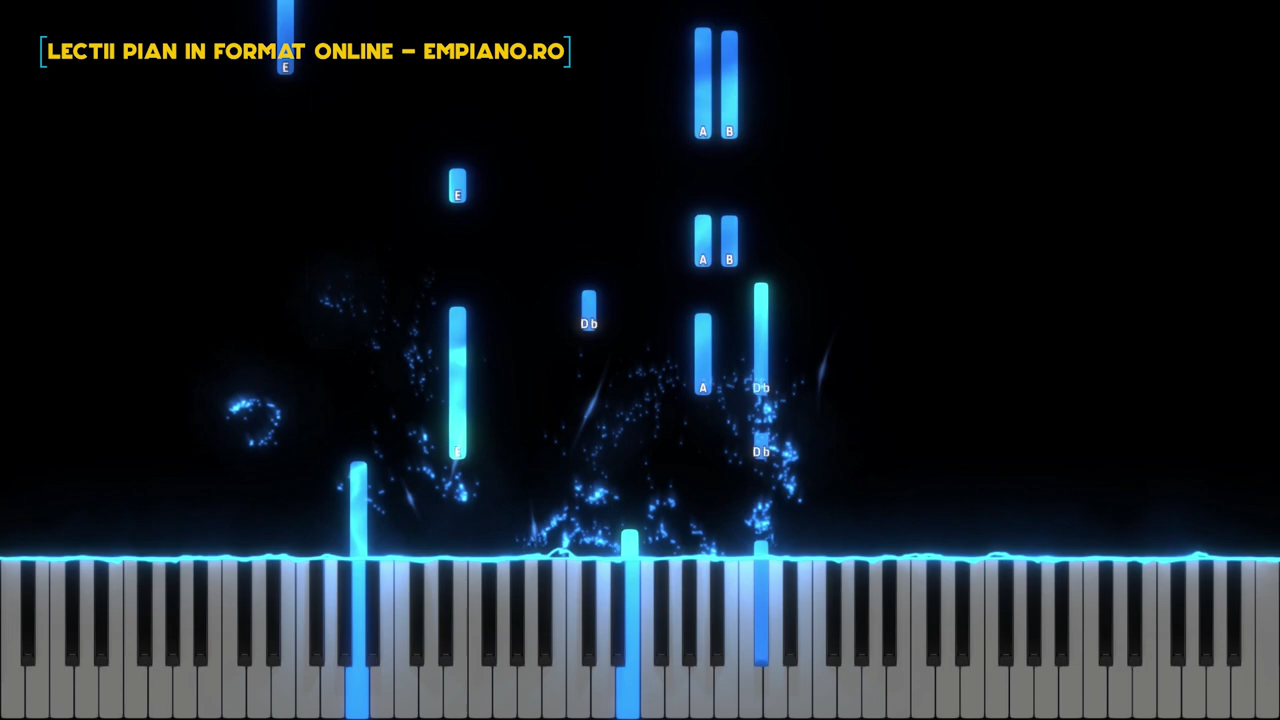 [LECTII PIAN IN FORMAT ONLINE – EMPIANO.RO]
E
A B
E
A B
Db
A Db
E Db